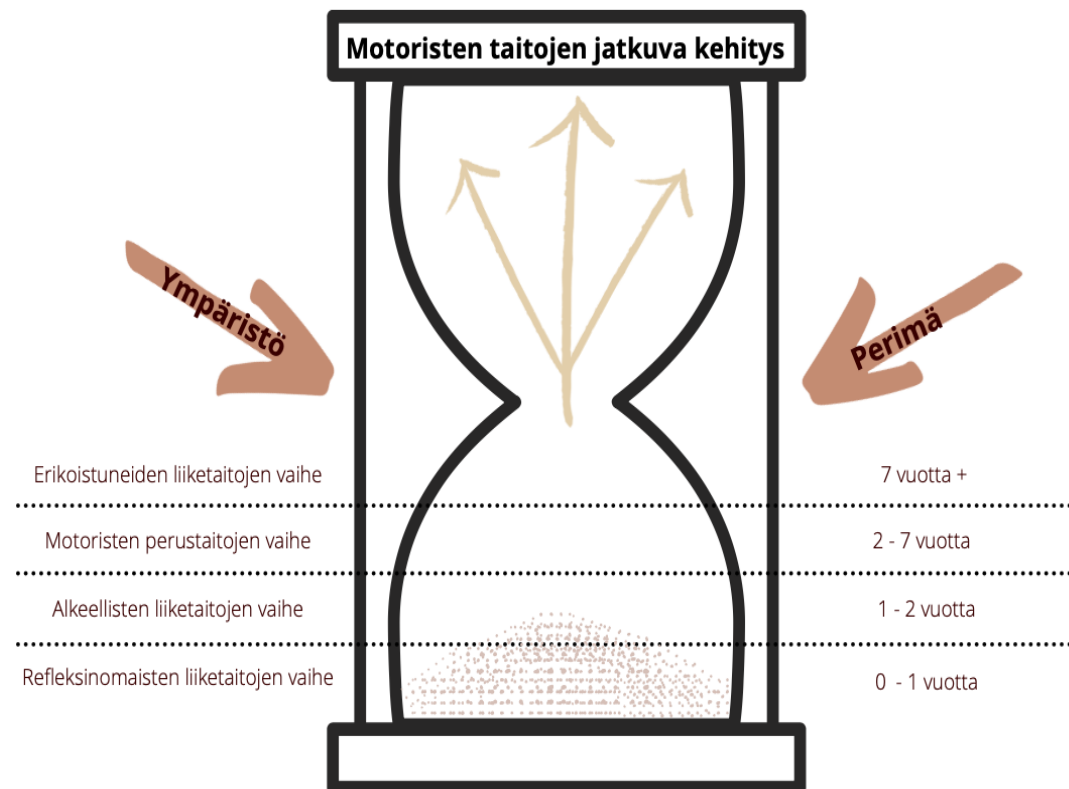 Motoristen taitojen jatkuva kehitys
Ympäristö
Perimä
Erikoistuneiden liiketaitojen vaihe
7 vuotta +
Motoristen perustaitojen vaihe
2 - 7 vuotta
Alkeellisten liiketaitojen vaihe
1 - 2 vuotta
Refleksinomaisten liiketaitojen vaihe
0 - 1 vuotta